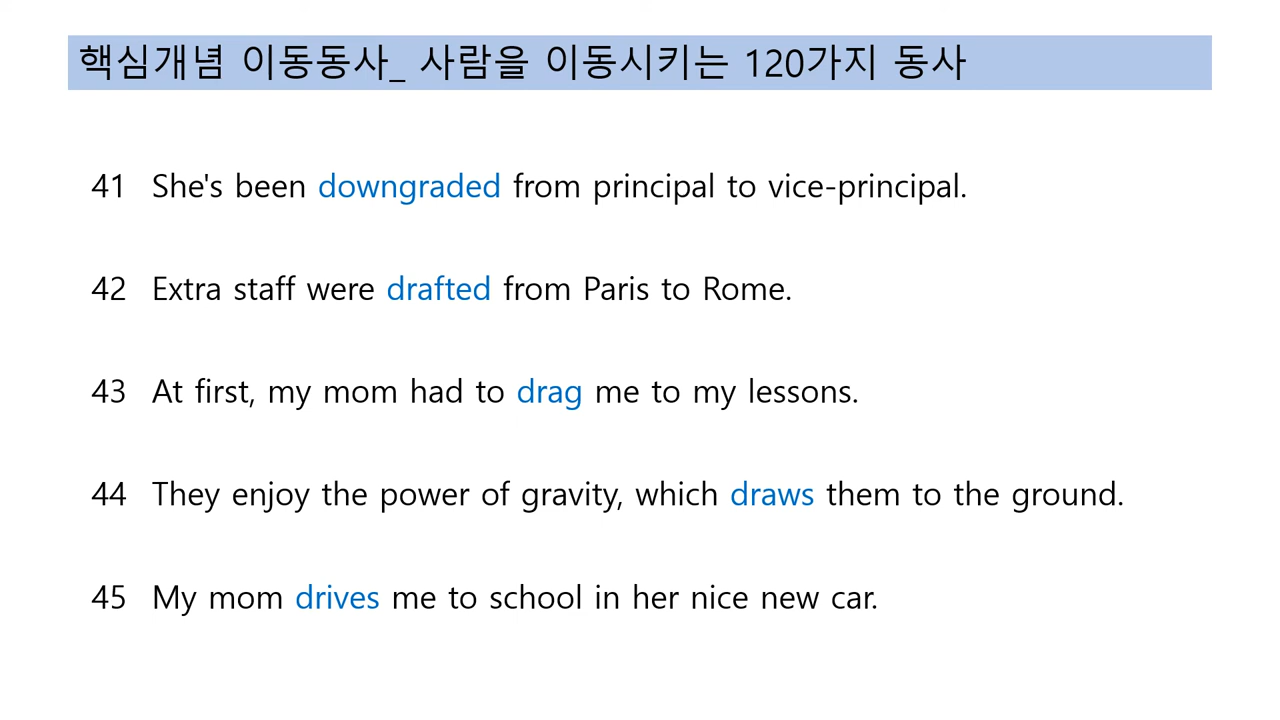 핵심개념 이동동사_ 사람을 이동시키는 120가지 동사
41 She's been downgraded from principal to vice-principal.
42 Extra staff were drafted from Paris to Rome.
43 At first, my mom had to drag me to my lessons.
44 They enjoy the power of gravity, which draws them to the ground.
45 My mom drives me to school in her nice new car.